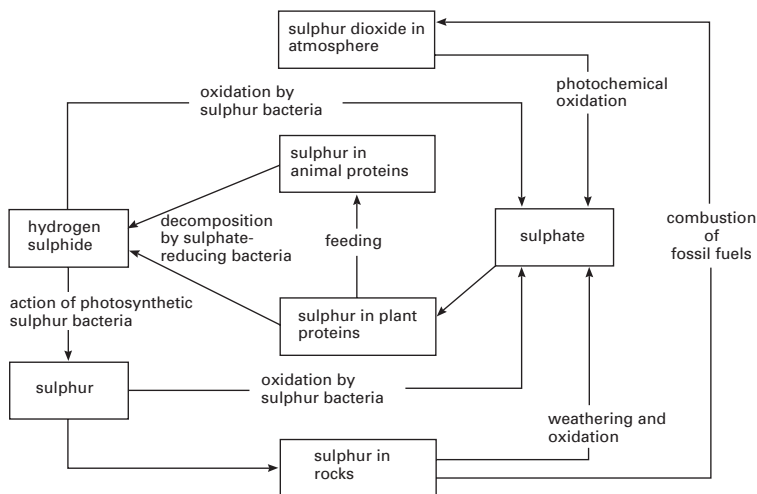 sulphur dioxide in
atmosphere
oxidation by
sulphur bacteria
photochemical
oxidation
sulphur in
animal proteins
hydrogen
sulphide
decomposition
by sulphate-
reducing bacteria
feeding
sulphate
combustion
of
fossil fuels
action of photosynthetic
sulphur bacteria
sulphur in plant
proteins
sulphur
oxidation by
sulphur bacteria
weathering and
oxidation
sulphur in
rocks